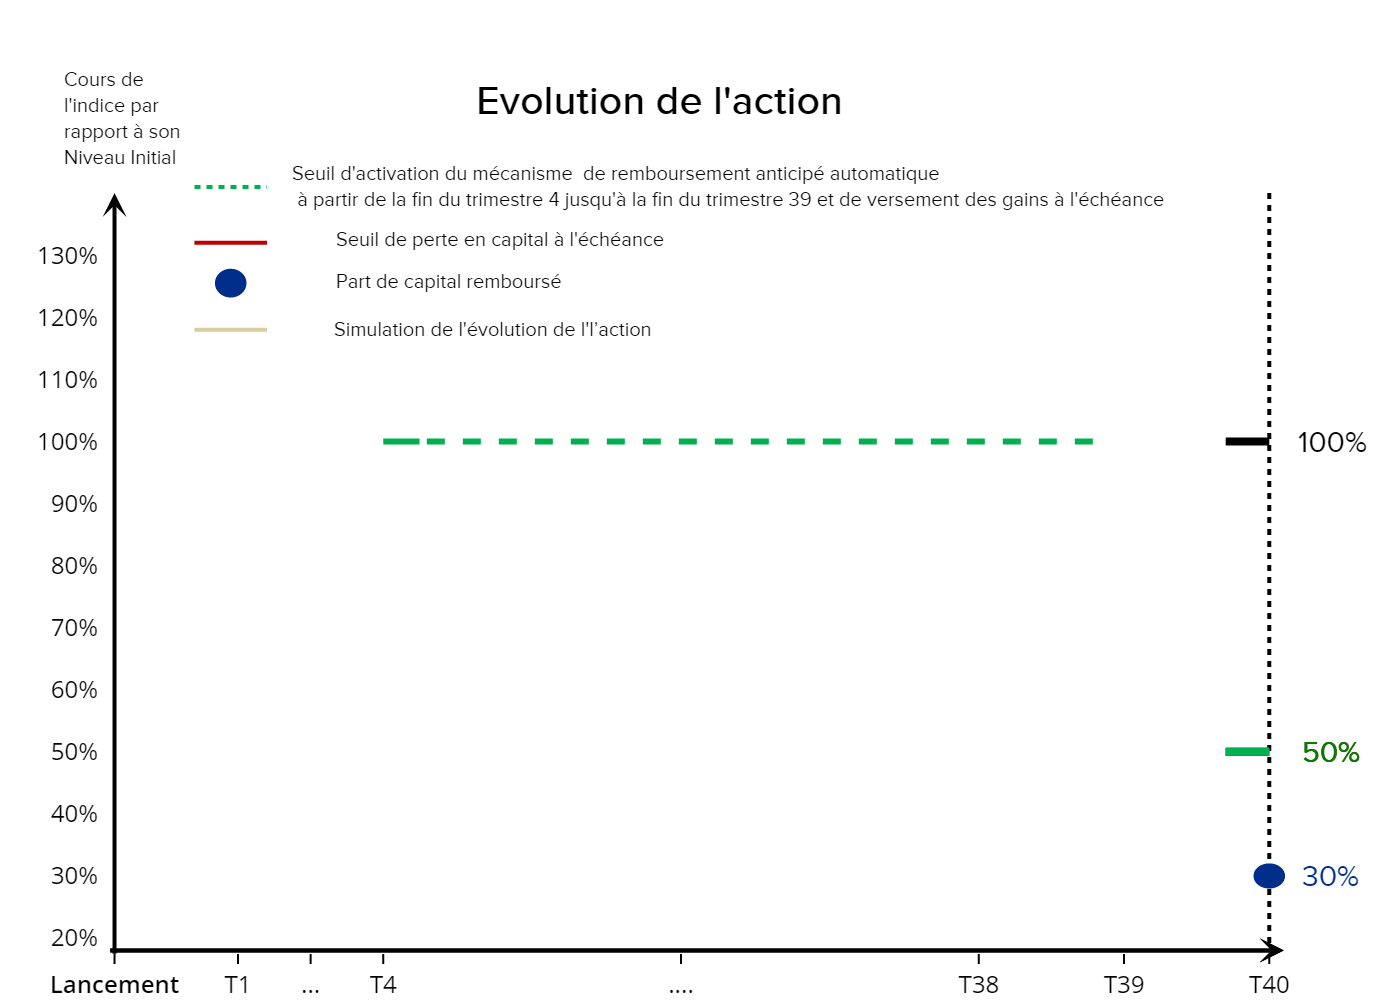 Cours de
l'indice par
rapport à son
Niveau Initial
Evolution de l'action
Seuil d'activation du mécanisme  de remboursement anticipé automatique
à partir de la fin du trimestre 4 jusqu'à la fin du trimestre 39 et de versement des gains à l'échéance
Seuil de perte en capital à l'échéance
Part de capital remboursé
Simulation de l'évolution de l'l’action
130%
120%
110%
100%
100%
90%
80%
70%
60%
50%
50%
40%
30%
30%
20%
Lancement T1 ... T4 .... T38 T39 T40